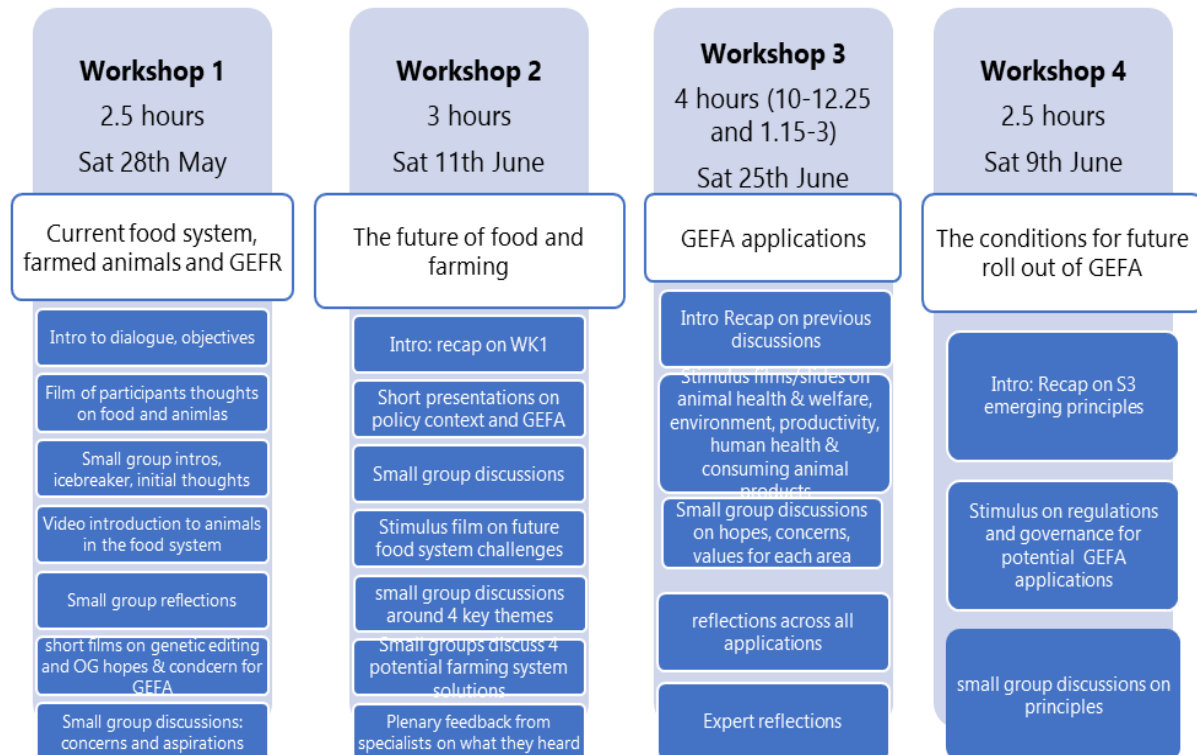 Workshop 1
2.5 hours
Sat 28th May
Current food system,
farmed animals and GEFR
Intro to dialogue, objectives
Film of participants thoughts
on food and animlas
Small group intros,
icebreaker, initial thoughts
Video introduction to animals
in the food system
Small group reflections
short films on genetic editing
and OG hopes & condcern for
GEFA
Small group discussions:
concerns and aspirations
Workshop 2
3 hours
Sat 11th June
The future of food and
farming
Intro: recap on WK1
Short presentations on
policy context and GEFA
Small group discussions
Stimulus film on future
food system challenges
small group discussions
around 4 key themes
Small groups discuss 4
potential farming system
solutions
Plenary feedback from
specialists on what they heard
Workshop 3
4 hours (10-12.25
and 1.15-3)
Sat 25th June
GEFA applications
Intro Recap on previous
discussions
Stimulus films/slides on
animal health & welfare,
environment, productivity,
human health &
consuming animal
products
Small group discussions
on hopes, concerns,
values for each area
reflections across all
applications
Expert reflections
Workshop 4
2.5 hours
Sat 9th June
The conditions for future
roll out of GEFA
Intro: Recap on S3
emerging principles
Stimulus on regulations
and governance for
potential GEFA
applications
small group discussions on
principles